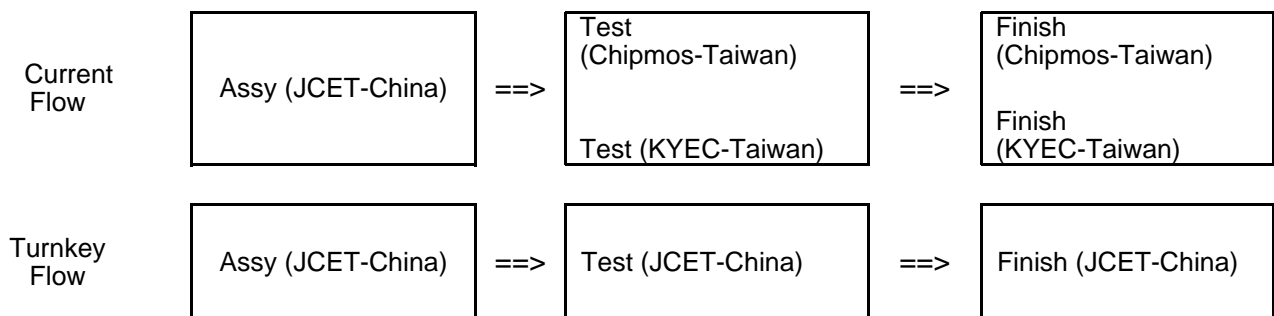 Current
Flow
Assy (JCET-China)
==>
Test
(Chipmos-Taiwan)
Test (KYEC-Taiwan)
==>
Finish
(Chipmos-Taiwan)
Finish
(KYEC-Taiwan)
Turnkey
Flow
Assy (JCET-China)
==>
Test (JCET-China)
==>
Finish (JCET-China)